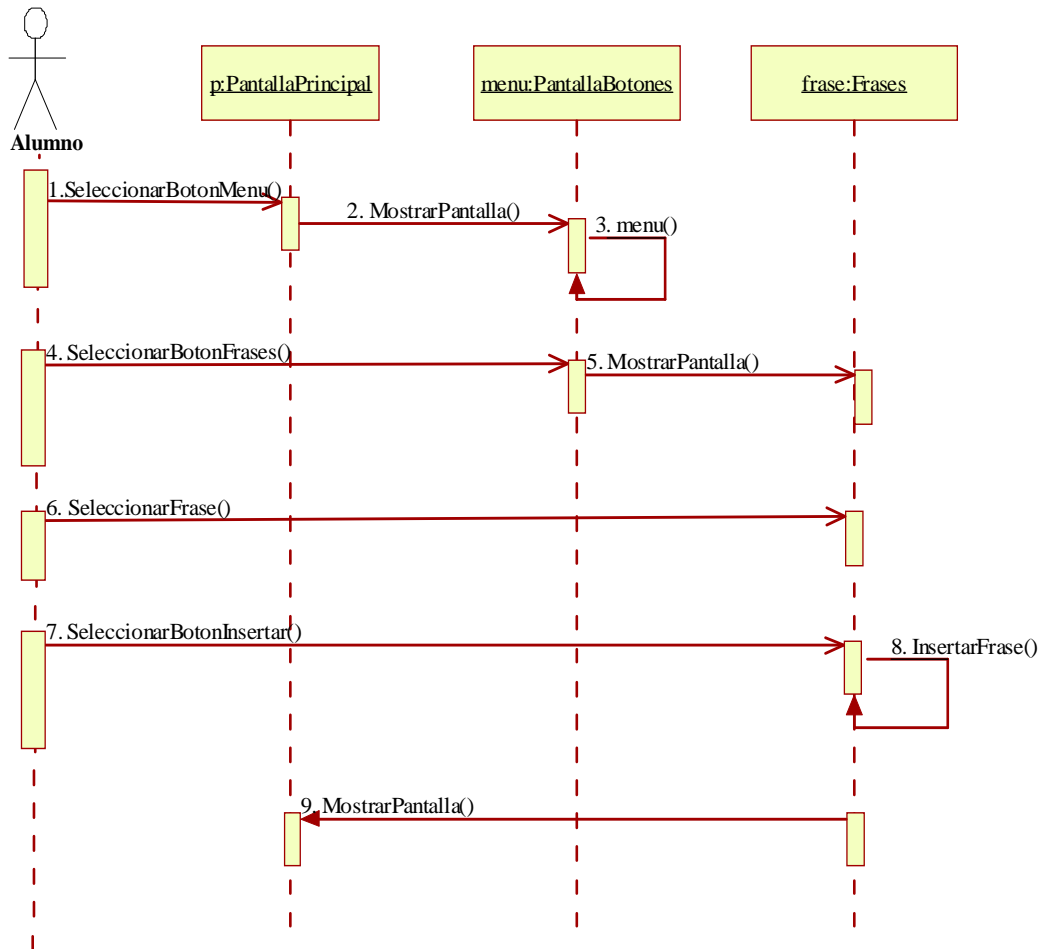 p:PantallaPrincipal
menu:PantallaBotones
frase:Frases
Alumno
1.SeleccionarBotonMenu()
2. MostrarPantalla()
3. menu()
4. SeleccionarBotonFrases()
5. MostrarPantalla()
6. SeleccionarFrase()
7. SeleccionarBotonInsertar()
8. InsertarFrase()
9. MostrarPantalla()